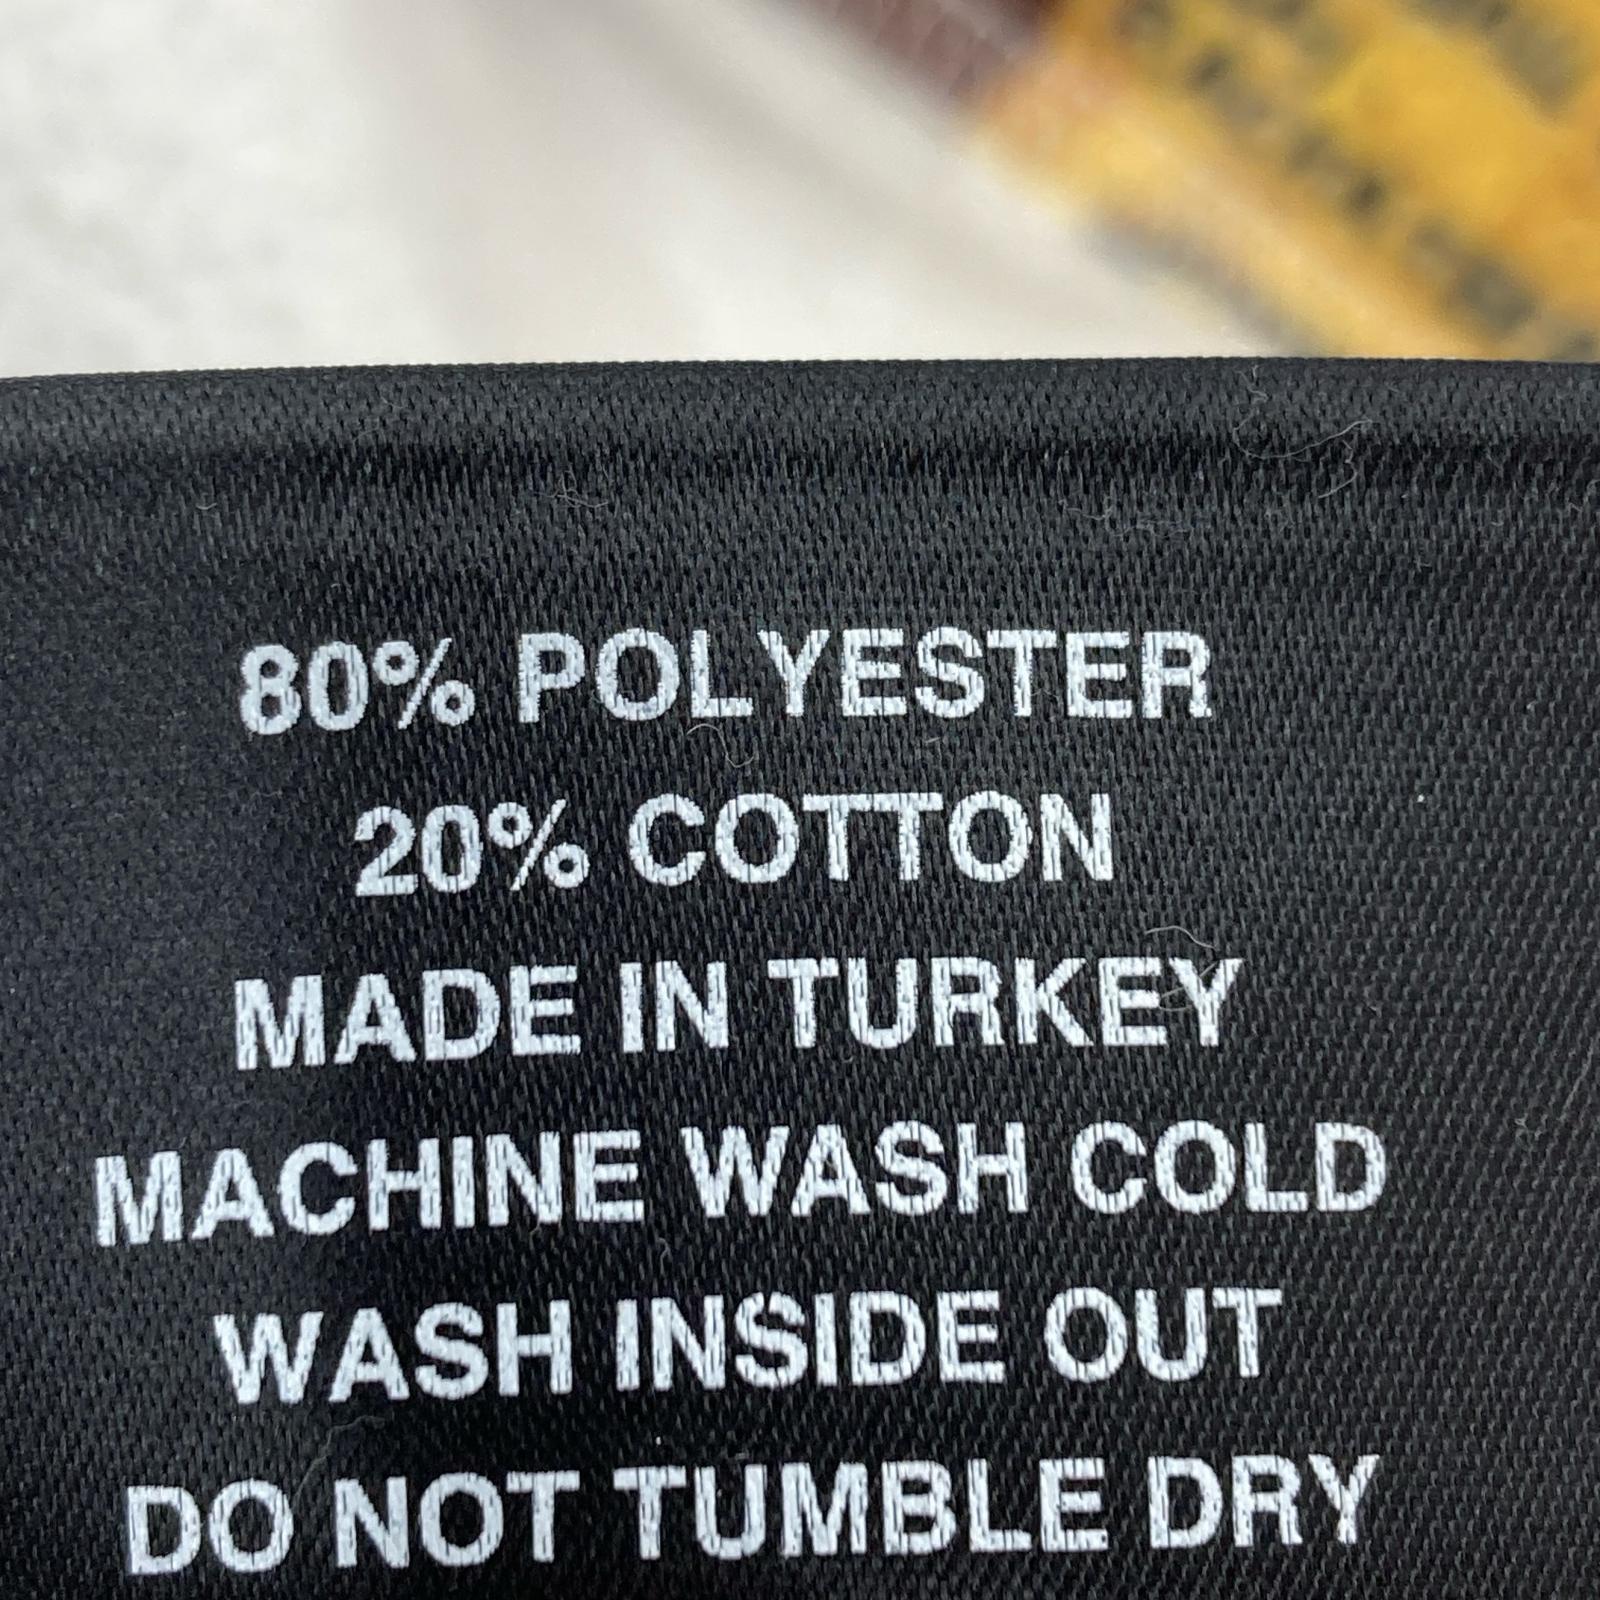 80% POLYESTER
20% COTTON
MADE IN TURKEY
MACHINE WASH COLD
WASH INSIDE OUT
DO NOT TUMBLE DRY